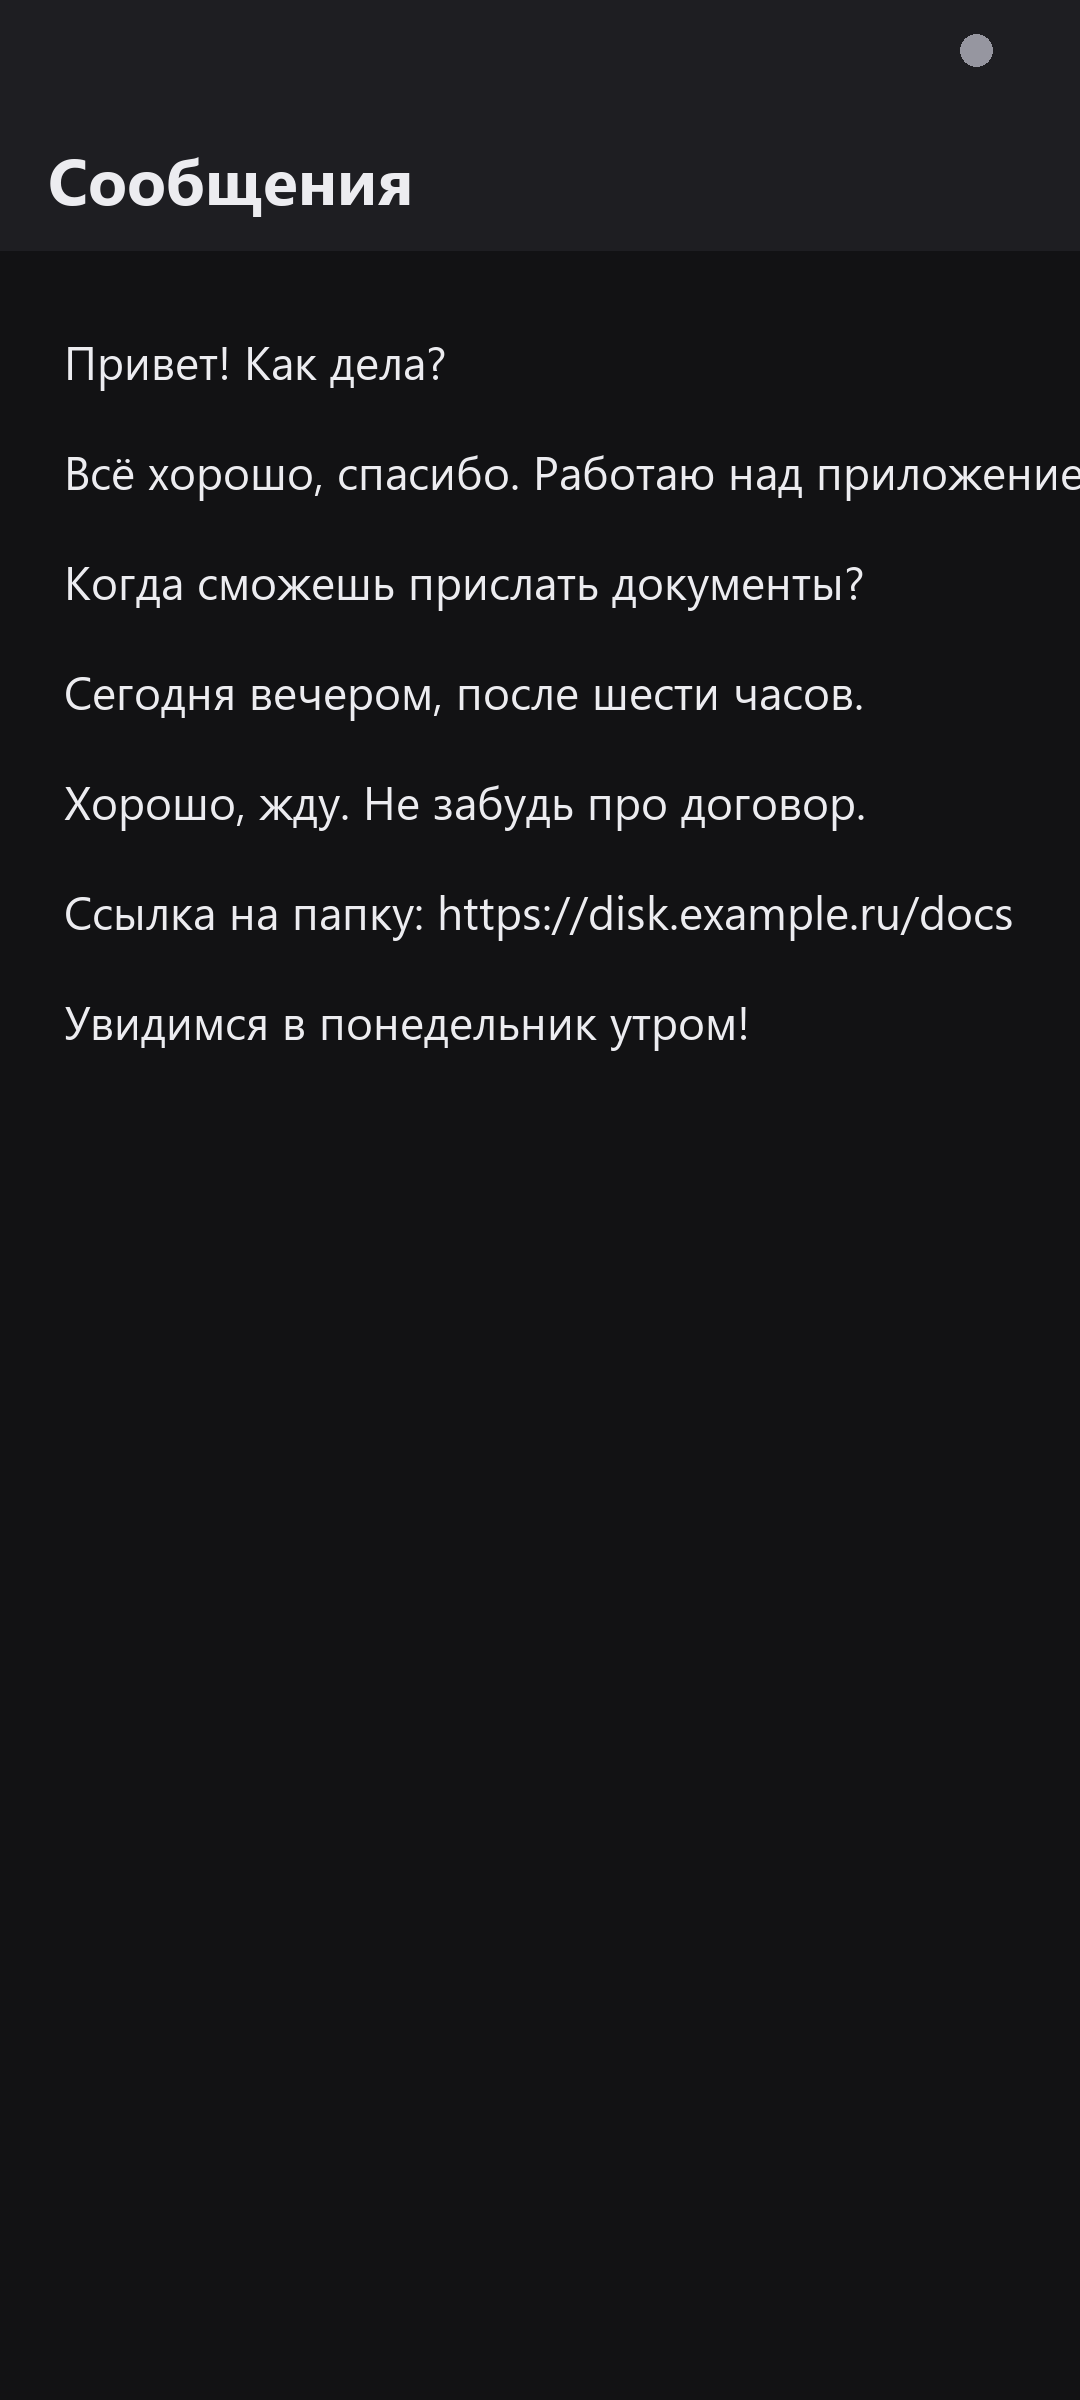 Сообщения
Привет! Как дела?
Всё хорошо, спасибо. Работаю над приложение
Когда сможешь прислать документы?
Сегодня вечером, после шести часов.
Хорошо, жду. Не забудь про договор.
Ссылка на папку: https://disk.example.ru/docs
Увидимся в понедельник утром!